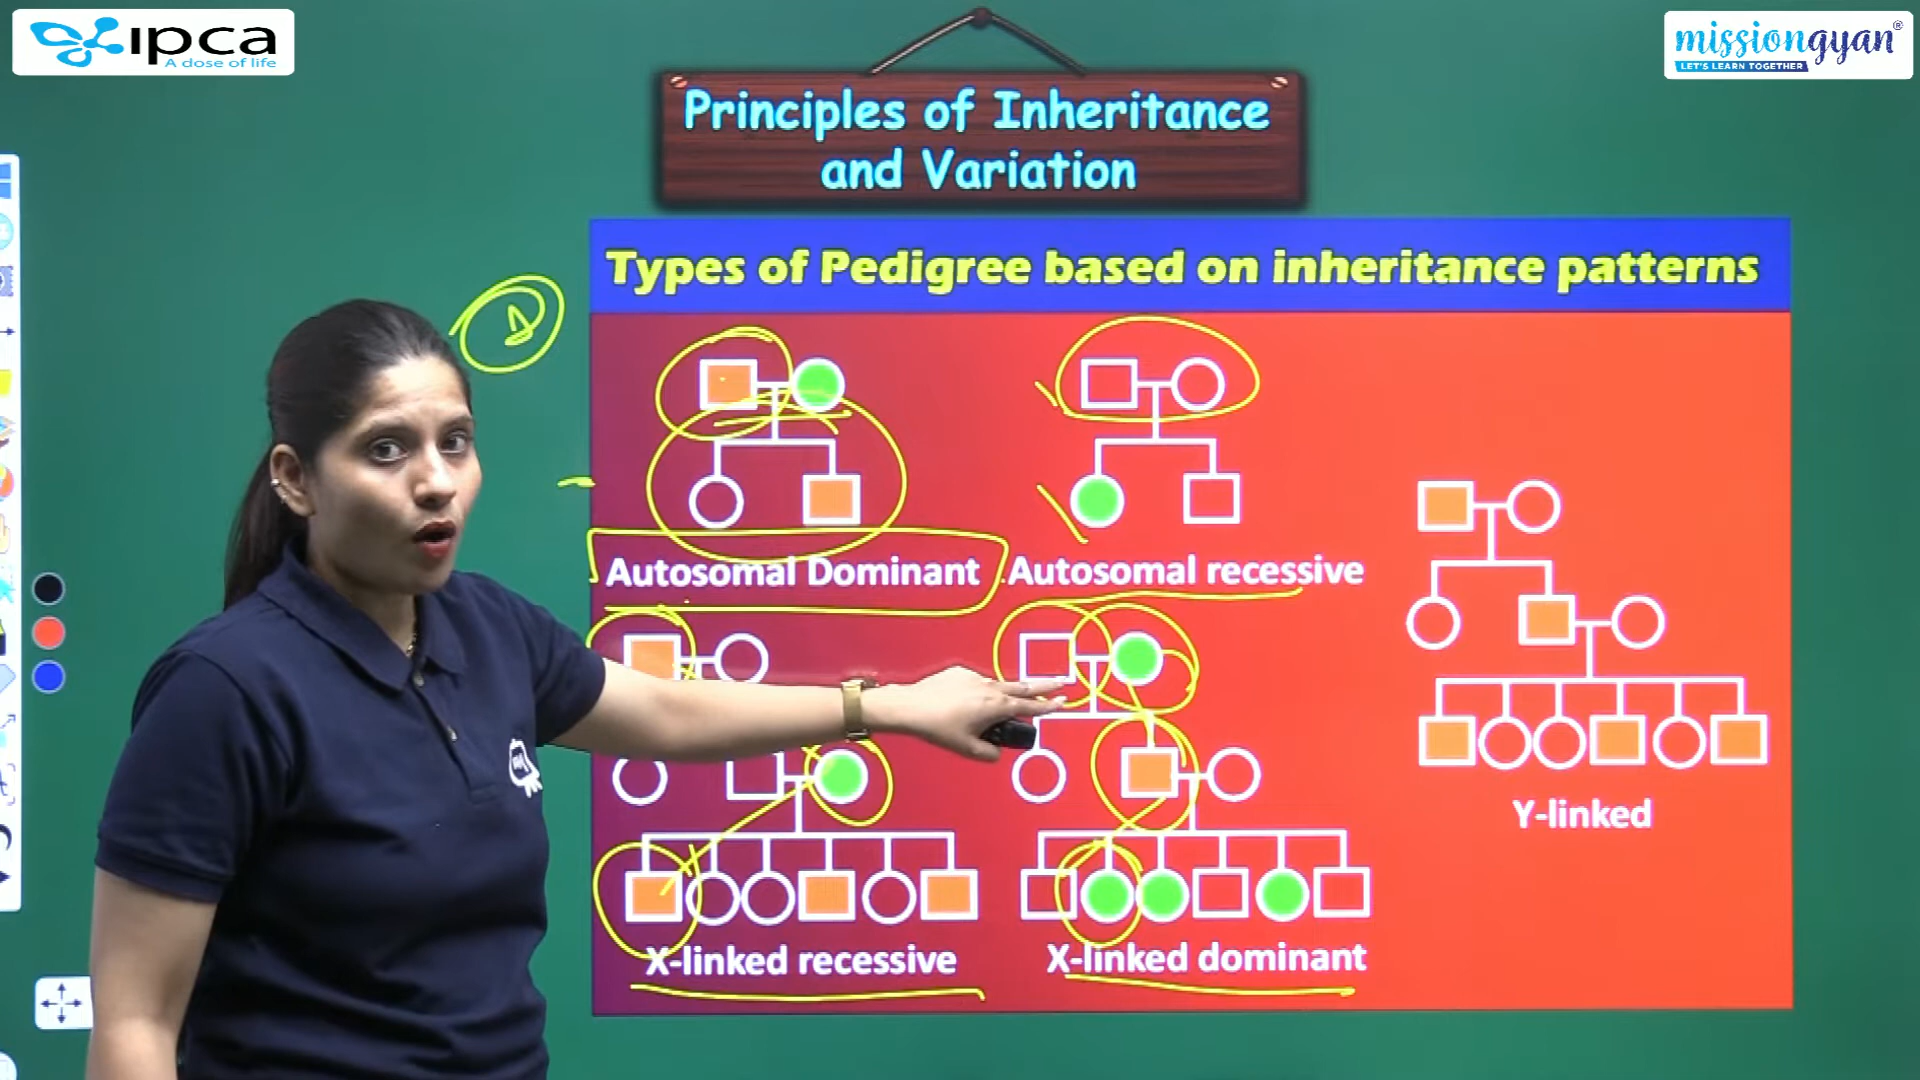 ipca
A dose of life
missiongyan®
LET'S LEARN TOGETHER
Principles of Inheritance
and Variation
Types of Pedigree based on inheritance patterns
Autosomal Dominant
Autosomal recessive
X-linked recessive
X-linked dominant
Y-linked